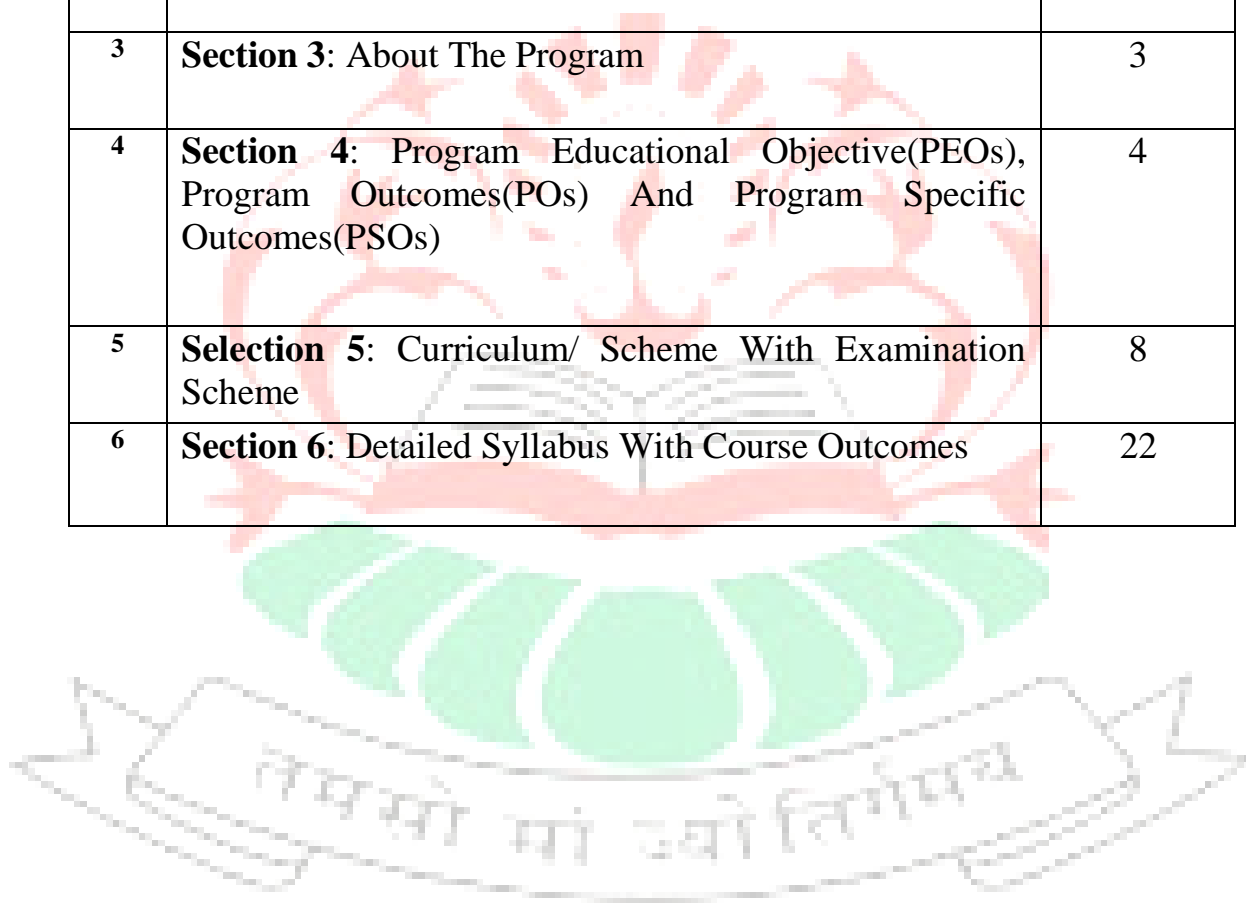 3 Section 3: About The Program 3
4 Section 4: Program Educational Objective(PEOs), 4
Program Outcomes(POs) And Program Specific
Outcomes(PSOs)
5 Selection 5: Curriculum/ Scheme With Examination 8
Scheme
6 Section 6: Detailed Syllabus With Course Outcomes 22
मां